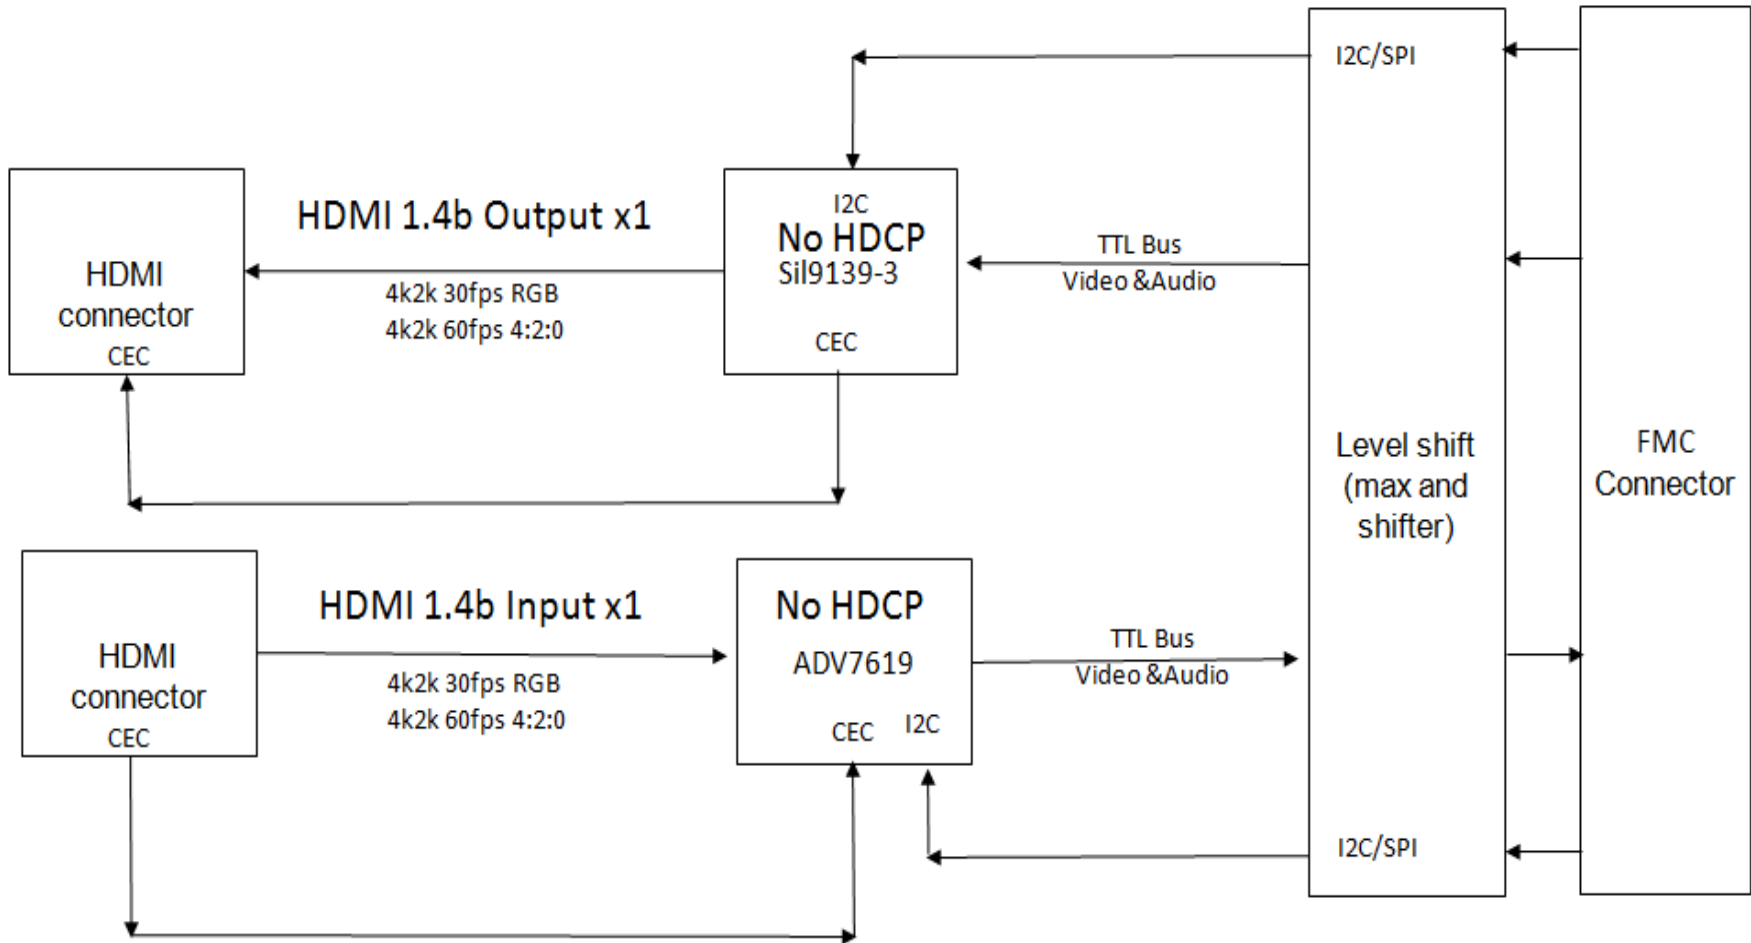 I2C/SPI
I2C
HDMI 1.4b Output x1
No HDCP
Sil9139-3
TTL Bus
Video &Audio
HDMI
connector
CEC
4k2k 30fps RGB
4k2k 60fps 4:2:0
CEC
Level shift
(max and
shifter)
FMC
Connector
HDMI 1.4b Input x1
No HDCP
ADV7619
TTL Bus
Video &Audio
HDMI
connector
CEC
4k2k 30fps RGB
4k2k 60fps 4:2:0
CEC
I2C
I2C/SPI